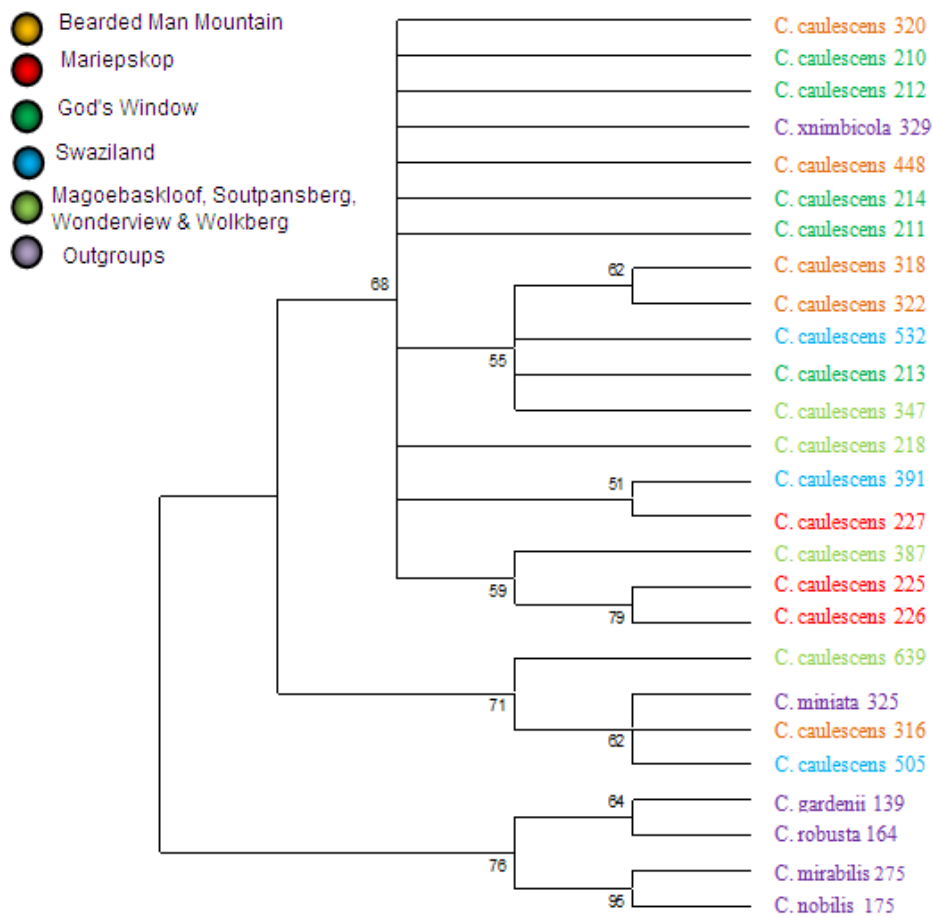 Bearded Man Mountain
Mariepskop
God's Window
Swaziland
Magoebaskloof, Soutpansberg,
Wonderview & Wolkberg
Outgroups
C. caulescens 320
C. caulescens 210
C. caulescens 212
C. xnimbicola 329
C. caulescens 448
C. caulescens 214
C. caulescens 211
68
62
C. caulescens 318
C. caulescens 322
C. caulescens 532
55
C. caulescens 213
C. caulescens 347
C. caulescens 218
51
C. caulescens 391
C. caulescens 227
C. caulescens 387
59
C. caulescens 225
79
C. caulescens 226
C. caulescens 639
71
C. miniata 325
C. caulescens 316
62
C. caulescens 505
64
C. gardenii 139
C. robusta 164
76
C. mirabilis 275
95
C. nobilis 175